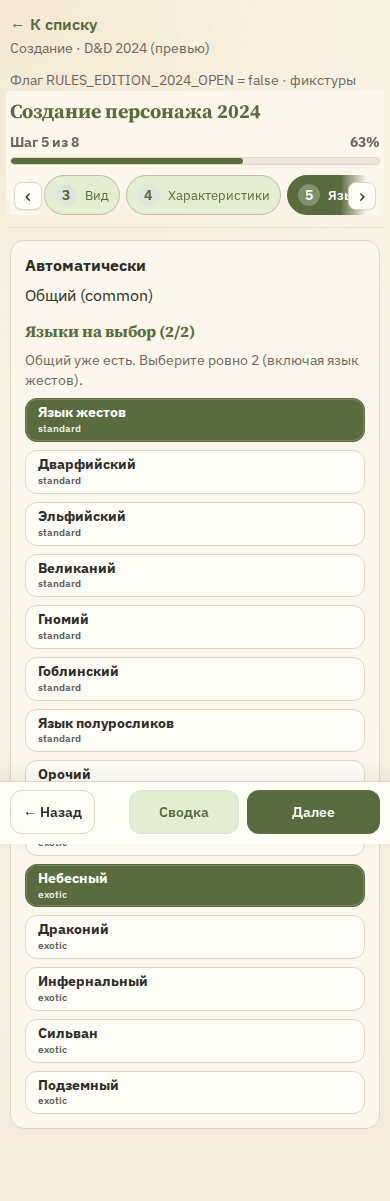 ← К списку
Создание · D&D 2024 (превью)
Флаг RULES_EDITION_2024_OPEN = false · фикстуры
Создание персонажа 2024
Шаг 5 из 8 63%
‹ 3 Вид 4 Характеристики 5 ›
Автоматически
Общий (common)
Языки на выбор (2/2)
Общий уже есть. Выберите ровно 2 (включая язык
жестов).
Язык жестов
standard
Дварфийский
standard
Эльфийский
standard
Великаний
standard
Гномий
standard
Гоблинский
standard
Язык полуросликов
standard
Орочий
← Назад Сводка Далее
Небесный
exotic
Драконий
exotic
Инфернальный
exotic
Сильван
exotic
Подземный
exotic